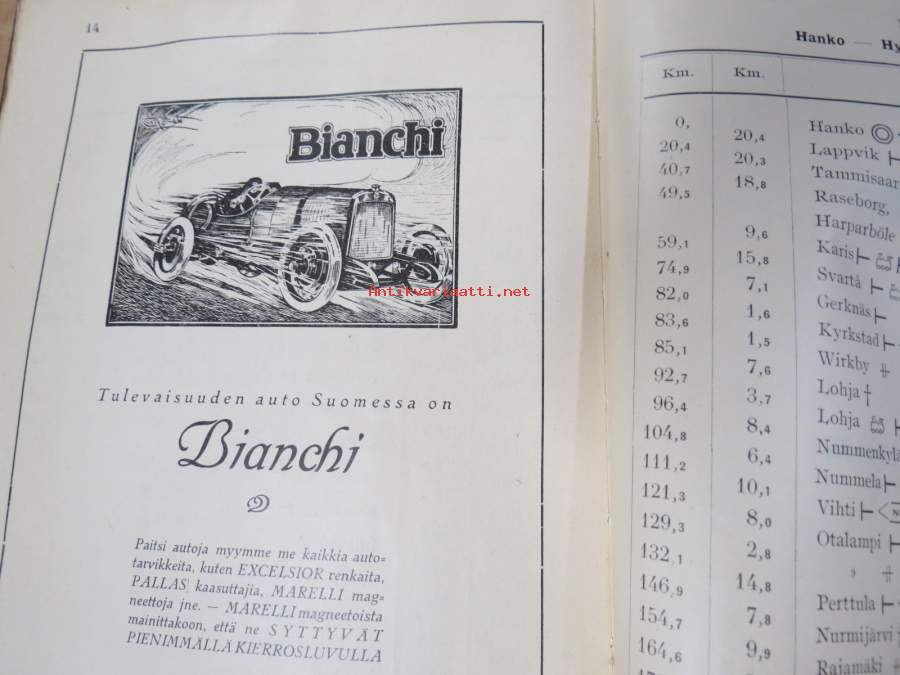 14
Bianchi
Tulevaisuuden auto Suomessa on
Bianchi
Paitsi autoja myymme me kaikkia auto=
tarvikkeita, kuten EXCELSIOR renkaita,
PALLAS kaasuttajia, MARELLI mag=
neettoja jne. — MARELLI magneetoista
mainittakoon, että ne SYTTYVÄT
PIENIMMÄLLÄ KIERROSLUVULLA
Antikvariaatti.net
Hanko — Hy
Km. Km.
0, 20,4 Hanko
20,4 20,3 Lappvik
40,7 18,8 Tammisaar
49,5 Raseborg,
Harparböle
59,1 9,6 Karis
74,9 15,8 Svartå
82,0 7,1 Gerknäs
83,6 1,6 Kyrkstad
85,1 1,5 Wirkby
92,7 7,6 Lohja
96,4 3,7 Lohja
104,8 8,4 Nummenkylä
111,2 6,4 Nummela
121,3 10,1 Vihti
129,3 8,0 Otalampi
132,1 2,8 "
146,9 14,8 Perttula
154,7 7,8 Nurmijärvi
164,6 9,9 Rajamäki